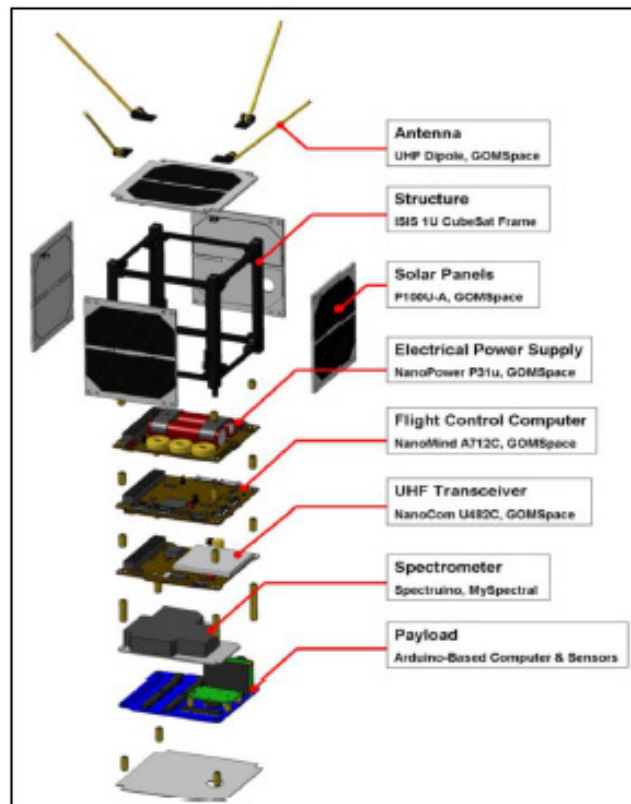 Antenna
UHF Dipole, GOMSpace
Structure
ISIS 1U CubeSat Frame
Solar Panels
P100U-A, GOMSpace
Electrical Power Supply
NanoPower P31u, GOMSpace
Flight Control Computer
NanoMind A712C, GOMSpace
UHF Transceiver
NanoCom U482C, GOMSpace
Spectrometer
Spectruino, MySpectral
Payload
Arduino-Based Computer & Sensors